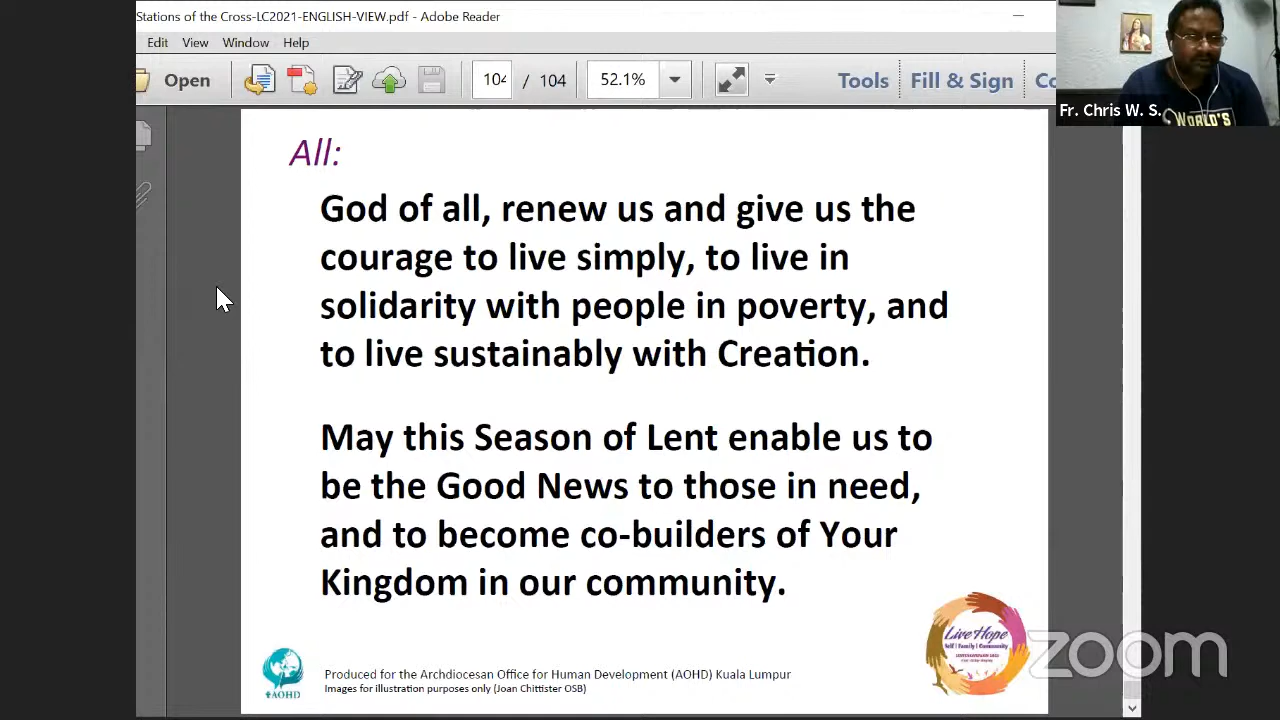 Stations of the Cross-LC2021-ENGLISH-VIEW.pdf - Adobe Reader
Edit View Window Help
Open 104 / 104 52.1% Tools Fill & Sign
Fr. Chris W. S.
WORLD'S
All:
God of all, renew us and give us the
courage to live simply, to live in
solidarity with people in poverty, and
to live sustainably with Creation.
May this Season of Lent enable us to
be the Good News to those in need,
and to become co-builders of Your
Kingdom in our community.
Live Hope
Self | Family | Community
AOHD
Produced for the Archdiocesan Office for Human Development (AOHD) Kuala Lumpur
Images for illustration purposes only (Joan Chittister OSB)
zoom